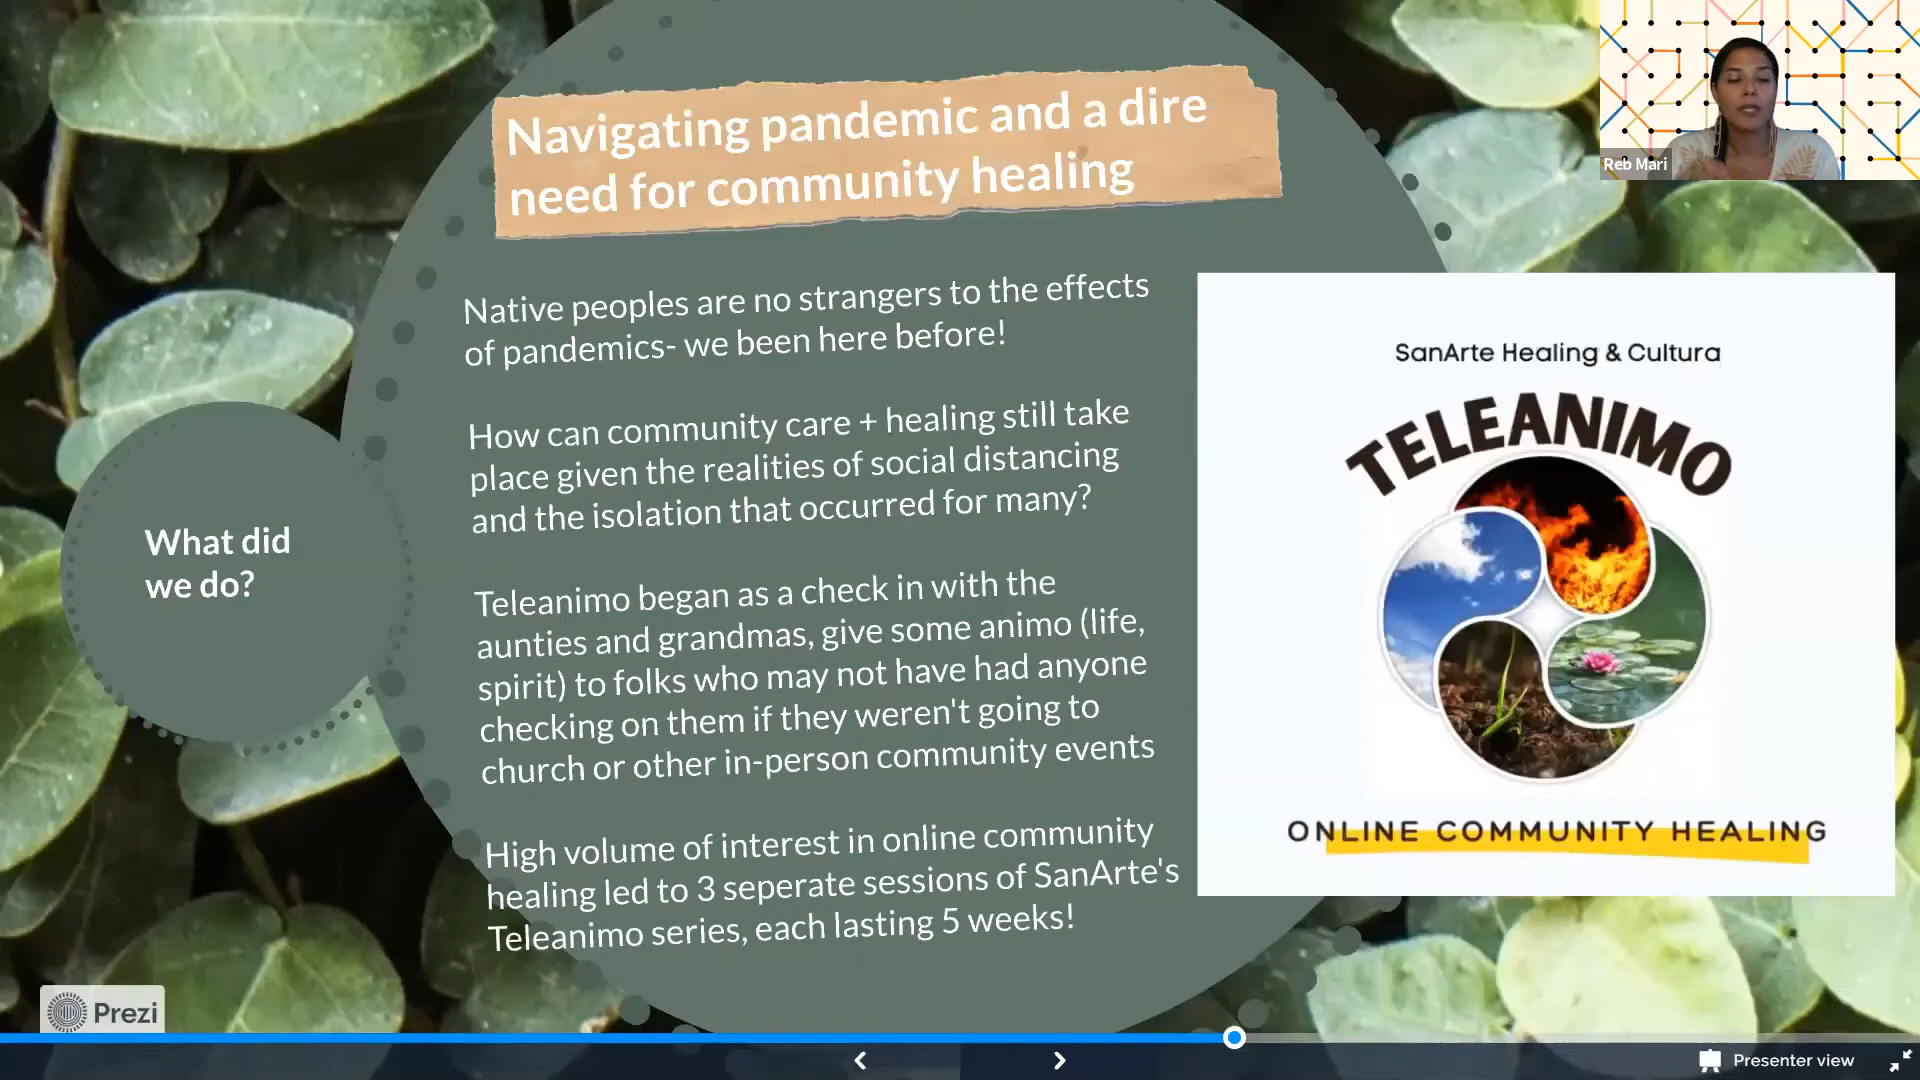 Navigating pandemic and a dire
need for community healing
Reb Mari
Native peoples are no strangers to the effects
of pandemics- we been here before!
How can community care + healing still take
place given the realities of social distancing
and the isolation that occurred for many?
Teleanimo began as a check in with the
aunties and grandmas, give some animo (life,
spirit) to folks who may not have had anyone
checking on them if they weren't going to
church or other in-person community events
High volume of interest in online community
healing led to 3 seperate sessions of SanArte's
Teleanimo series, each lasting 5 weeks!
What did
we do?
SanArte Healing & Cultura
TELEANIMO
ONLINE COMMUNITY HEALING
Prezi
Presenter view